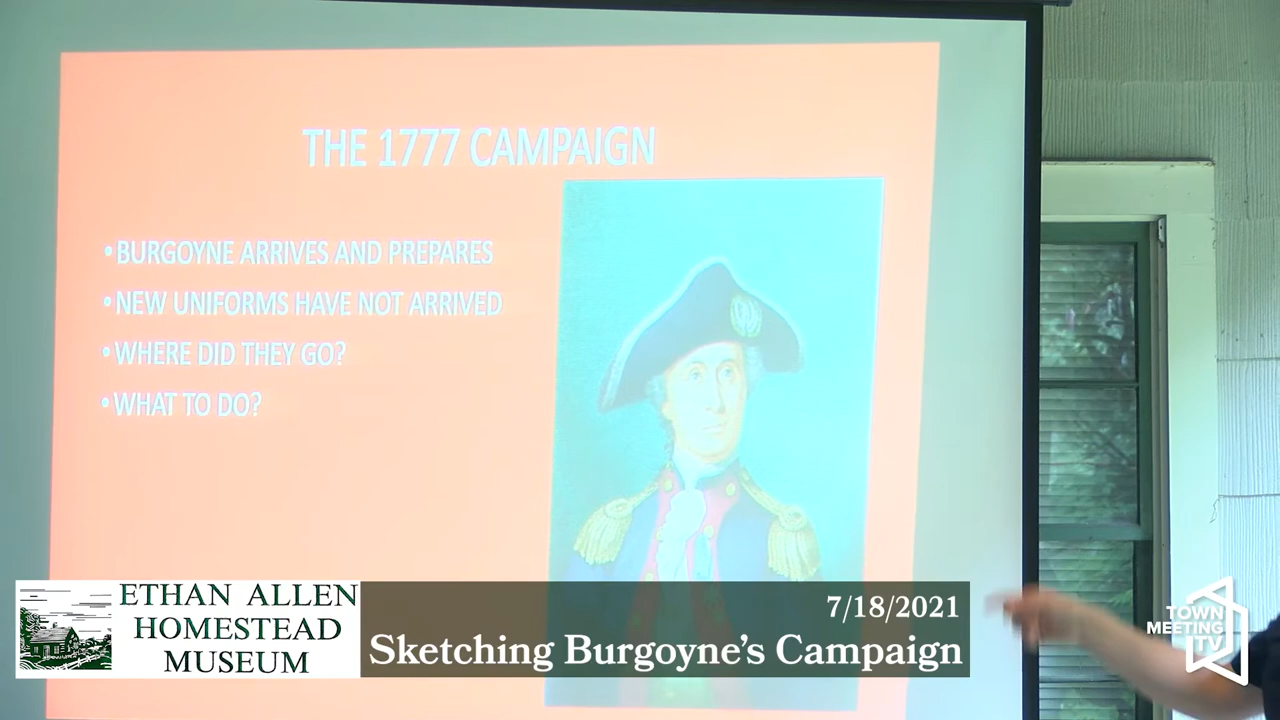 THE 1777 CAMPAIGN
• BURGOYNE ARRIVES AND PREPARES
• NEW UNIFORMS HAVE NOT ARRIVED
• WHERE DID THEY GO?
• WHAT TO DO?
ETHAN ALLEN
HOMESTEAD
MUSEUM
7/18/2021
Sketching Burgoyne's Campaign
TOWN
MEETING
TV